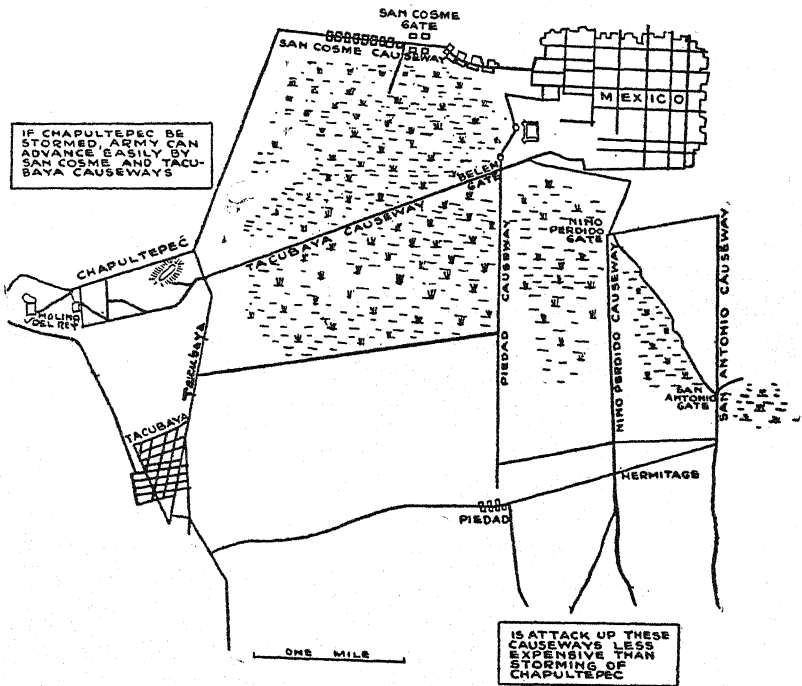 SAN COSME
GATE
SAN COSME CAUSEWAY
MEXICO
IF CHAPULTEPEC BE
STORMED, ARMY CAN
ADVANCE EASILY BY
SAN COSME AND TACU-
BAYA CAUSEWAYS
BELEN
GATE
TACUBAYA CAUSEWAY
NIÑO
PERDIDO
GATE
CHAPULTEPEC
MOLINO
DEL REY
PIEDAD CAUSEWAY
NIÑO PERDIDO CAUSEWAY
SAN ANTONIO CAUSEWAY
TACUBAYA
SAN
ANTONIO
GATE
TACUBAYA
HERMITAGE
PIEDAD
ONE MILE
IS ATTACK UP THESE
CAUSEWAYS LESS
EXPENSIVE THAN
STORMING OF
CHAPULTEPEC